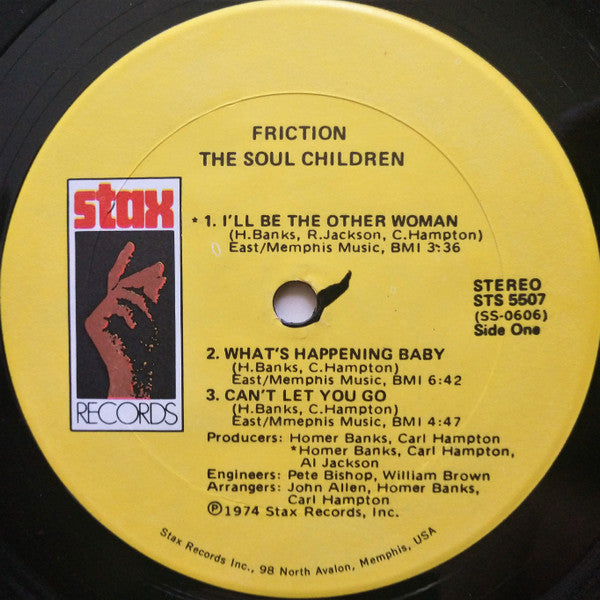 FRICTION
THE SOUL CHILDREN
stax
RECORDS
* 1. I'LL BE THE OTHER WOMAN
(H.Banks, R.Jackson, C.Hampton)
East/Memphis Music, BMI 3:36
STEREO
STS 5507
(SS-0606)
Side One
2. WHAT'S HAPPENING BABY
(H.Banks, C.Hampton)
East/Memphis Music, BMI 6:42
3. CAN'T LET YOU GO
(H.Banks, C.Hampton)
East/Mmephis Music, BMI 4:47
Producers: Homer Banks, Carl Hampton
*Homer Banks, Carl Hampton,
Al Jackson
Engineers: Pete Bishop, William Brown
Arrangers: John Allen, Homer Banks,
Carl Hampton
Ⓟ1974 Stax Records, Inc.
Stax Records Inc., 98 North Avalon, Memphis, USA